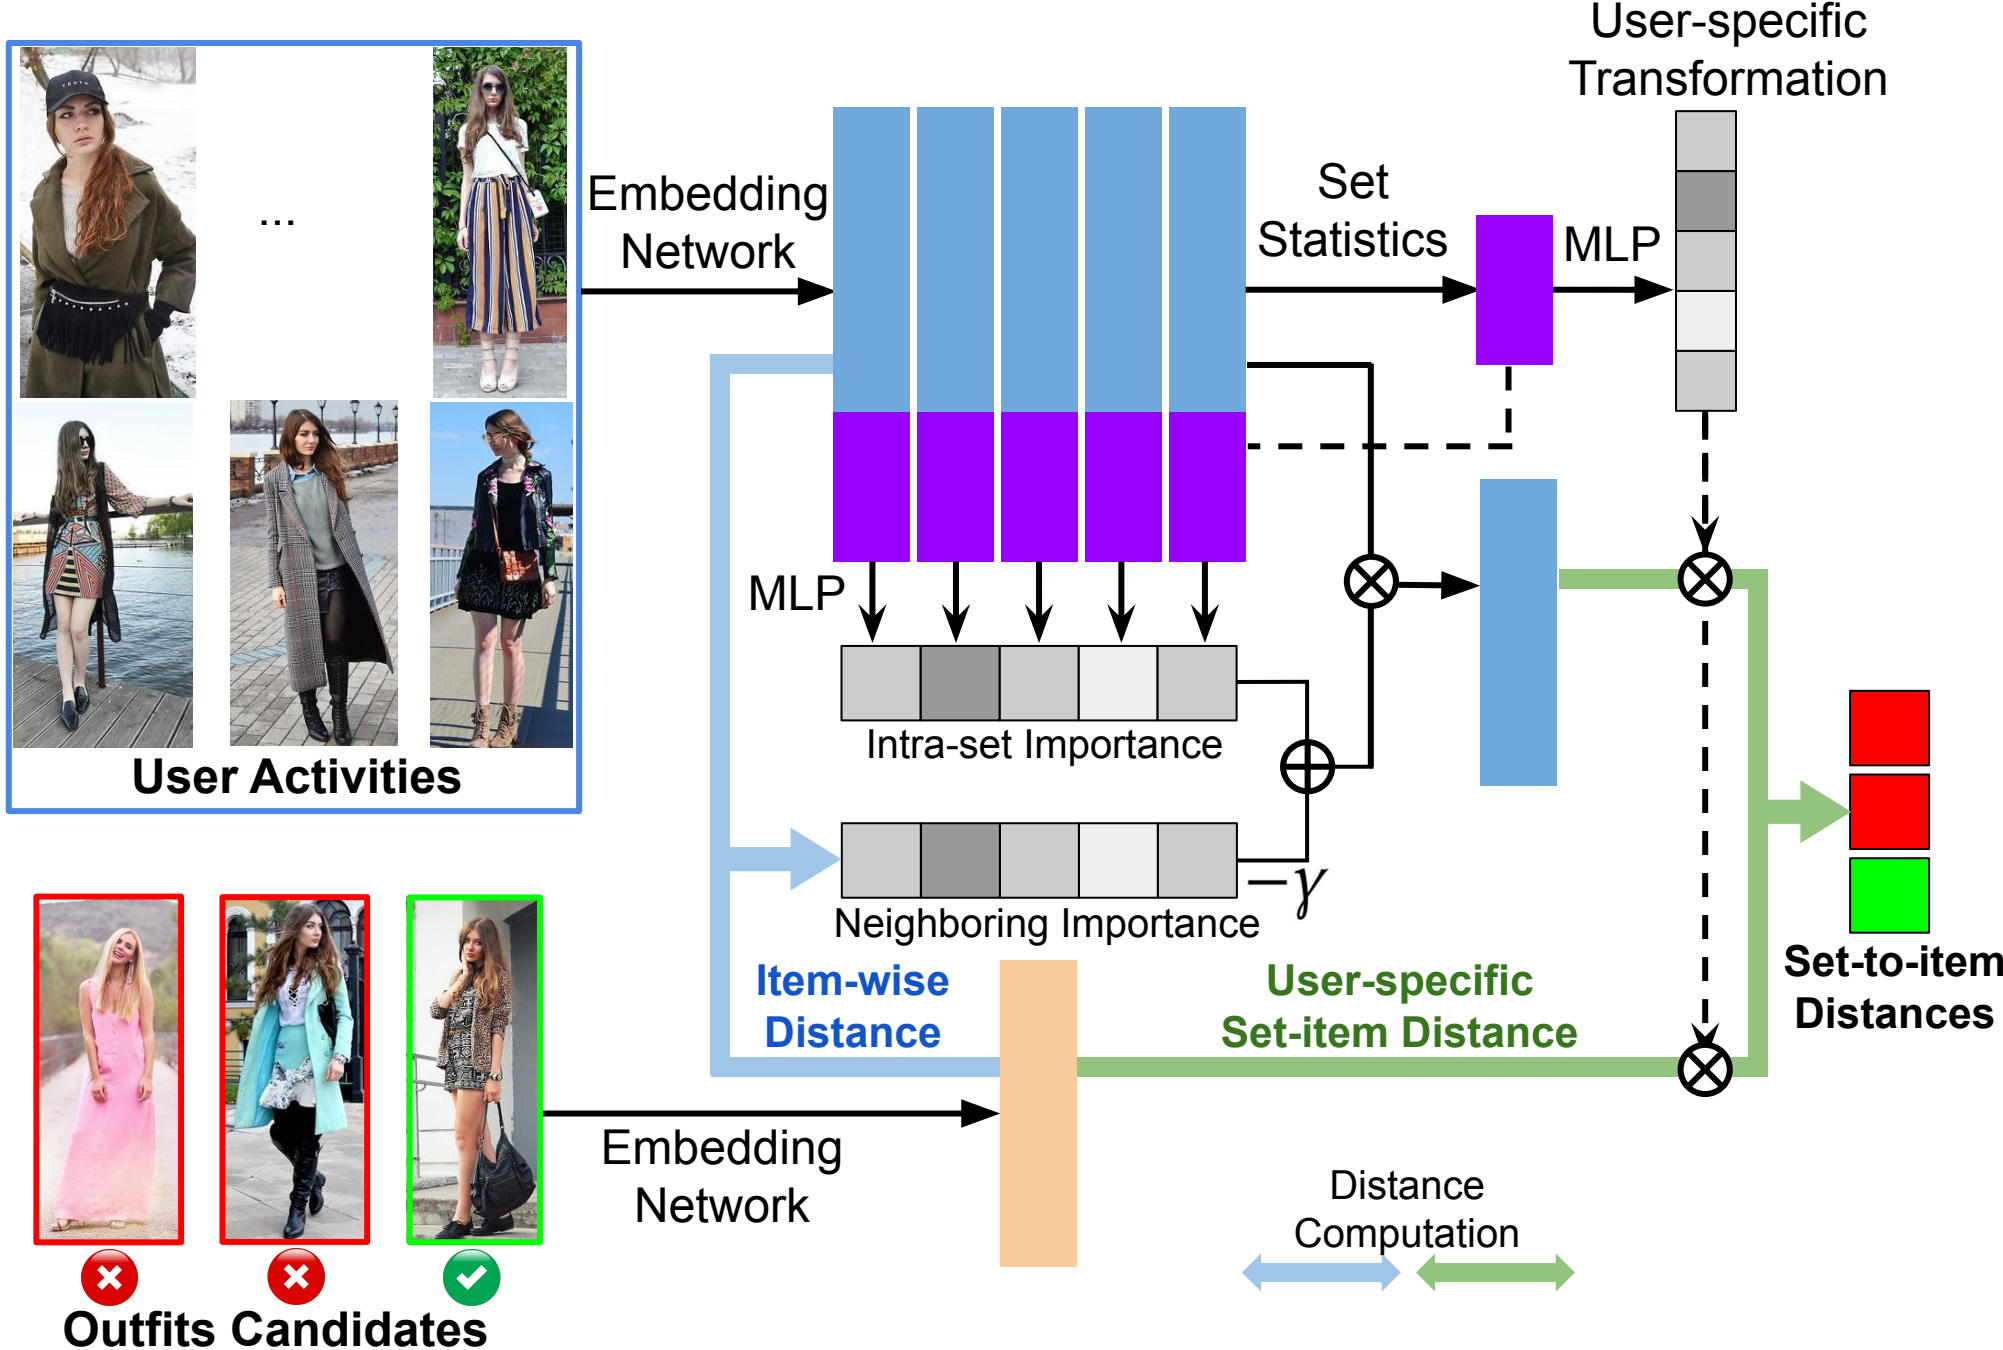 User-specific
Transformation
...
Embedding
Network
Set
Statistics
MLP
MLP
Intra-set Importance
User Activities
−γ
Neighboring Importance
Item-wise
Distance
User-specific
Set-item Distance
Set-to-item
Distances
Embedding
Network
Distance
Computation
Outfits Candidates